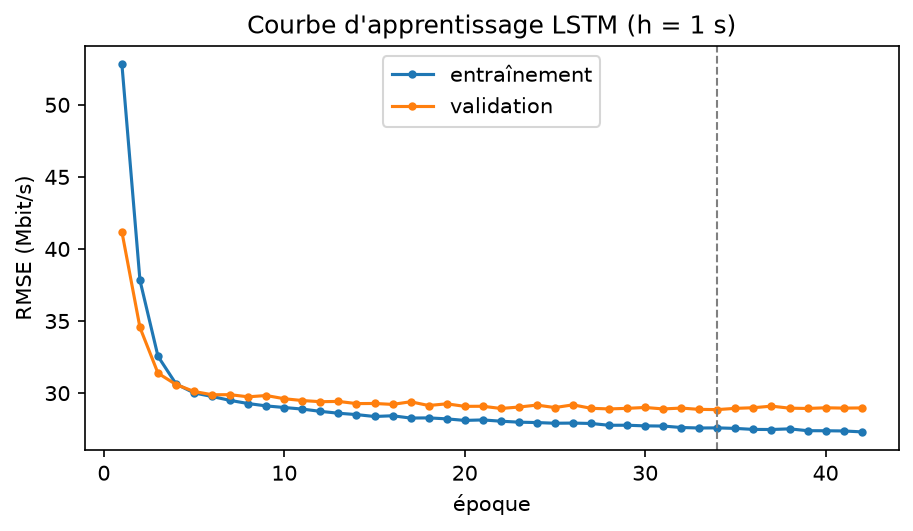 Courbe d'apprentissage LSTM (h = 1 s)
entraînement
validation
RMSE (Mbit/s)
50
45
40
35
30
0 10 20 30 40
époque